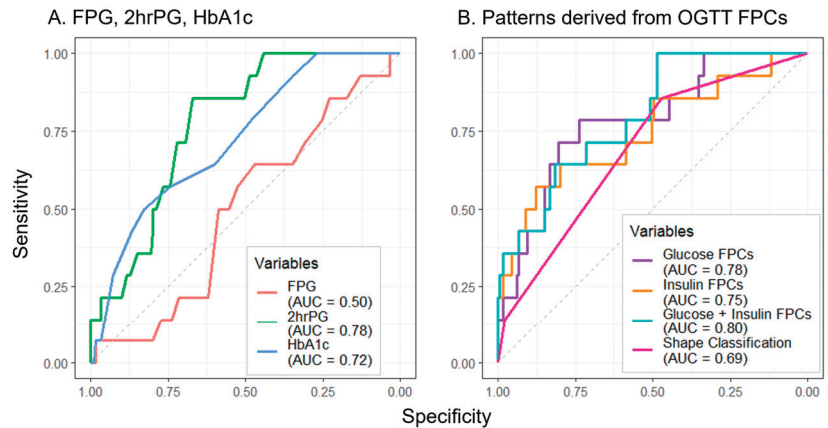 A. FPG, 2hrPG, HbA1c
1.00
0.75
0.50
0.25
0.00
Variables
FPG
(AUC = 0.50)
2hrPG
(AUC = 0.78)
HbA1c
(AUC = 0.72)
1.00
0.75
0.50
0.25
0.00
B. Patterns derived from OGTT FPCs
1.00
0.75
0.50
0.25
0.00
Variables
Glucose FPCs
(AUC = 0.78)
Insulin FPCs
(AUC = 0.75)
Glucose + Insulin FPCs
(AUC = 0.80)
Shape Classification
(AUC = 0.69)
1.00
0.75
0.50
0.25
0.00
Sensitivity
Specificity